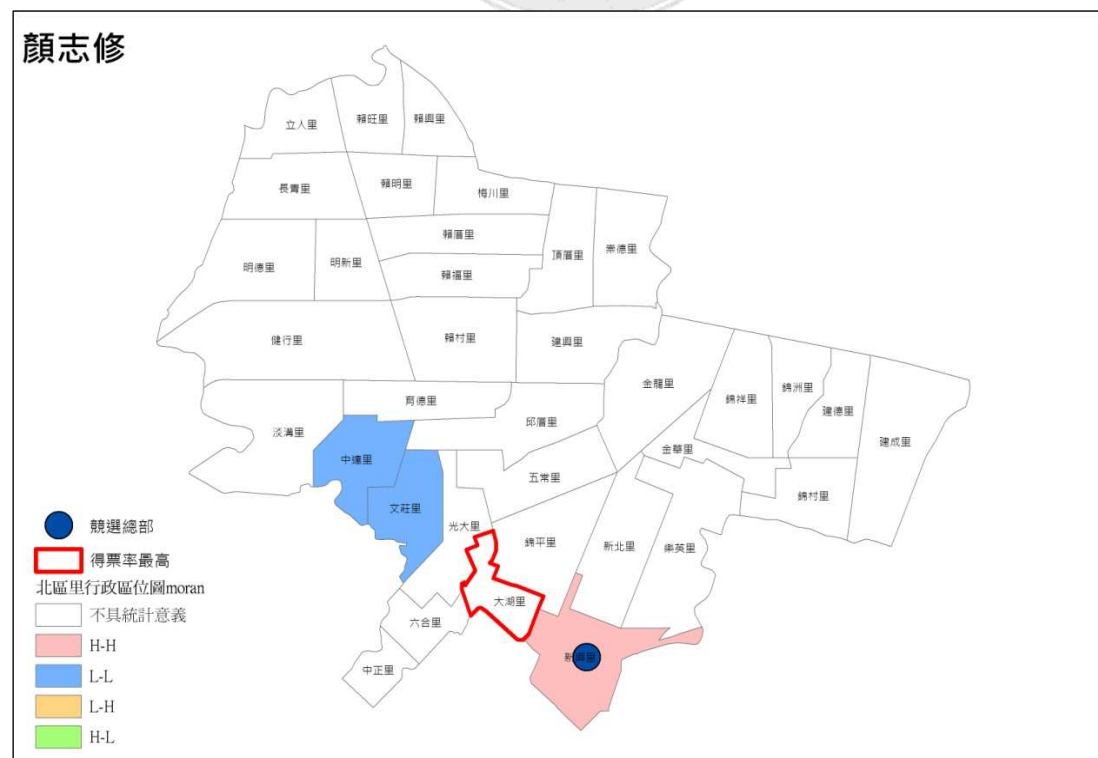 顏志修
立人里
賴旺里
賴興里
長青里
賴明里
梅川里
賴厝里
頂厝里
崇德里
明德里
明新里
賴福里
健行里
賴村里
建興里
金龍里
錦祥里
錦洲里
建德里
建成里
育德里
淡溝里
邱厝里
中達里
金華里
五常里
錦村里
文莊里
光大里
錦平里
新北里
樂英里
大湖里
六合里
新興里
中正里
競選總部
得票率最高
北區里行政區位圖moran
不具統計意義
H-H
L-L
L-H
H-L